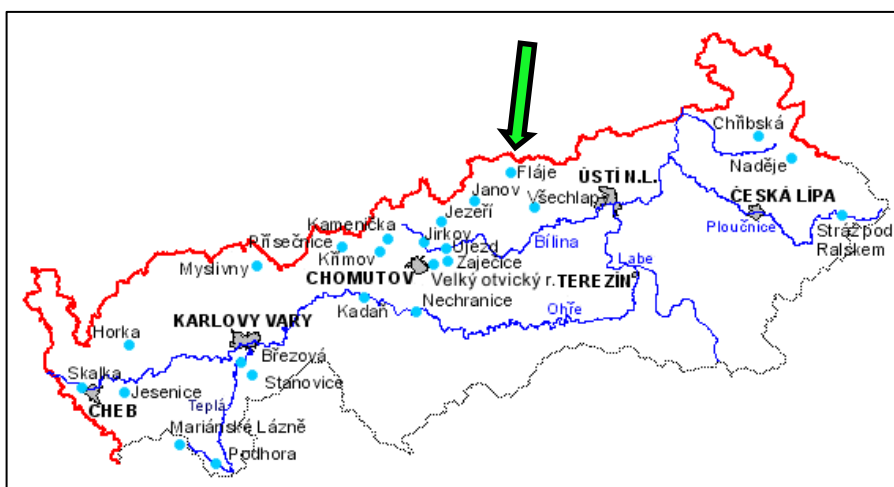 Chřibská
Naděje
Fláje
ÚSTÍ N.L.
Janov
Všechlapy
ČESKÁ LÍPA
Jezeří
Kamenička
Ploučnice
Stráž pod
Ralskem
Jirkov
Přísečnice
Bílina
Újezd
Křimov
Zaječice
Labe
Myslivny
CHOMUTOV
Velký otvický r.
TEREZÍN
Kadaň
Nechranice
Ohře
KARLOVY VARY
Horka
Březová
Skalka
Stanovice
Jesenice
Teplá
CHEB
Mariánské Lázně
Podhora